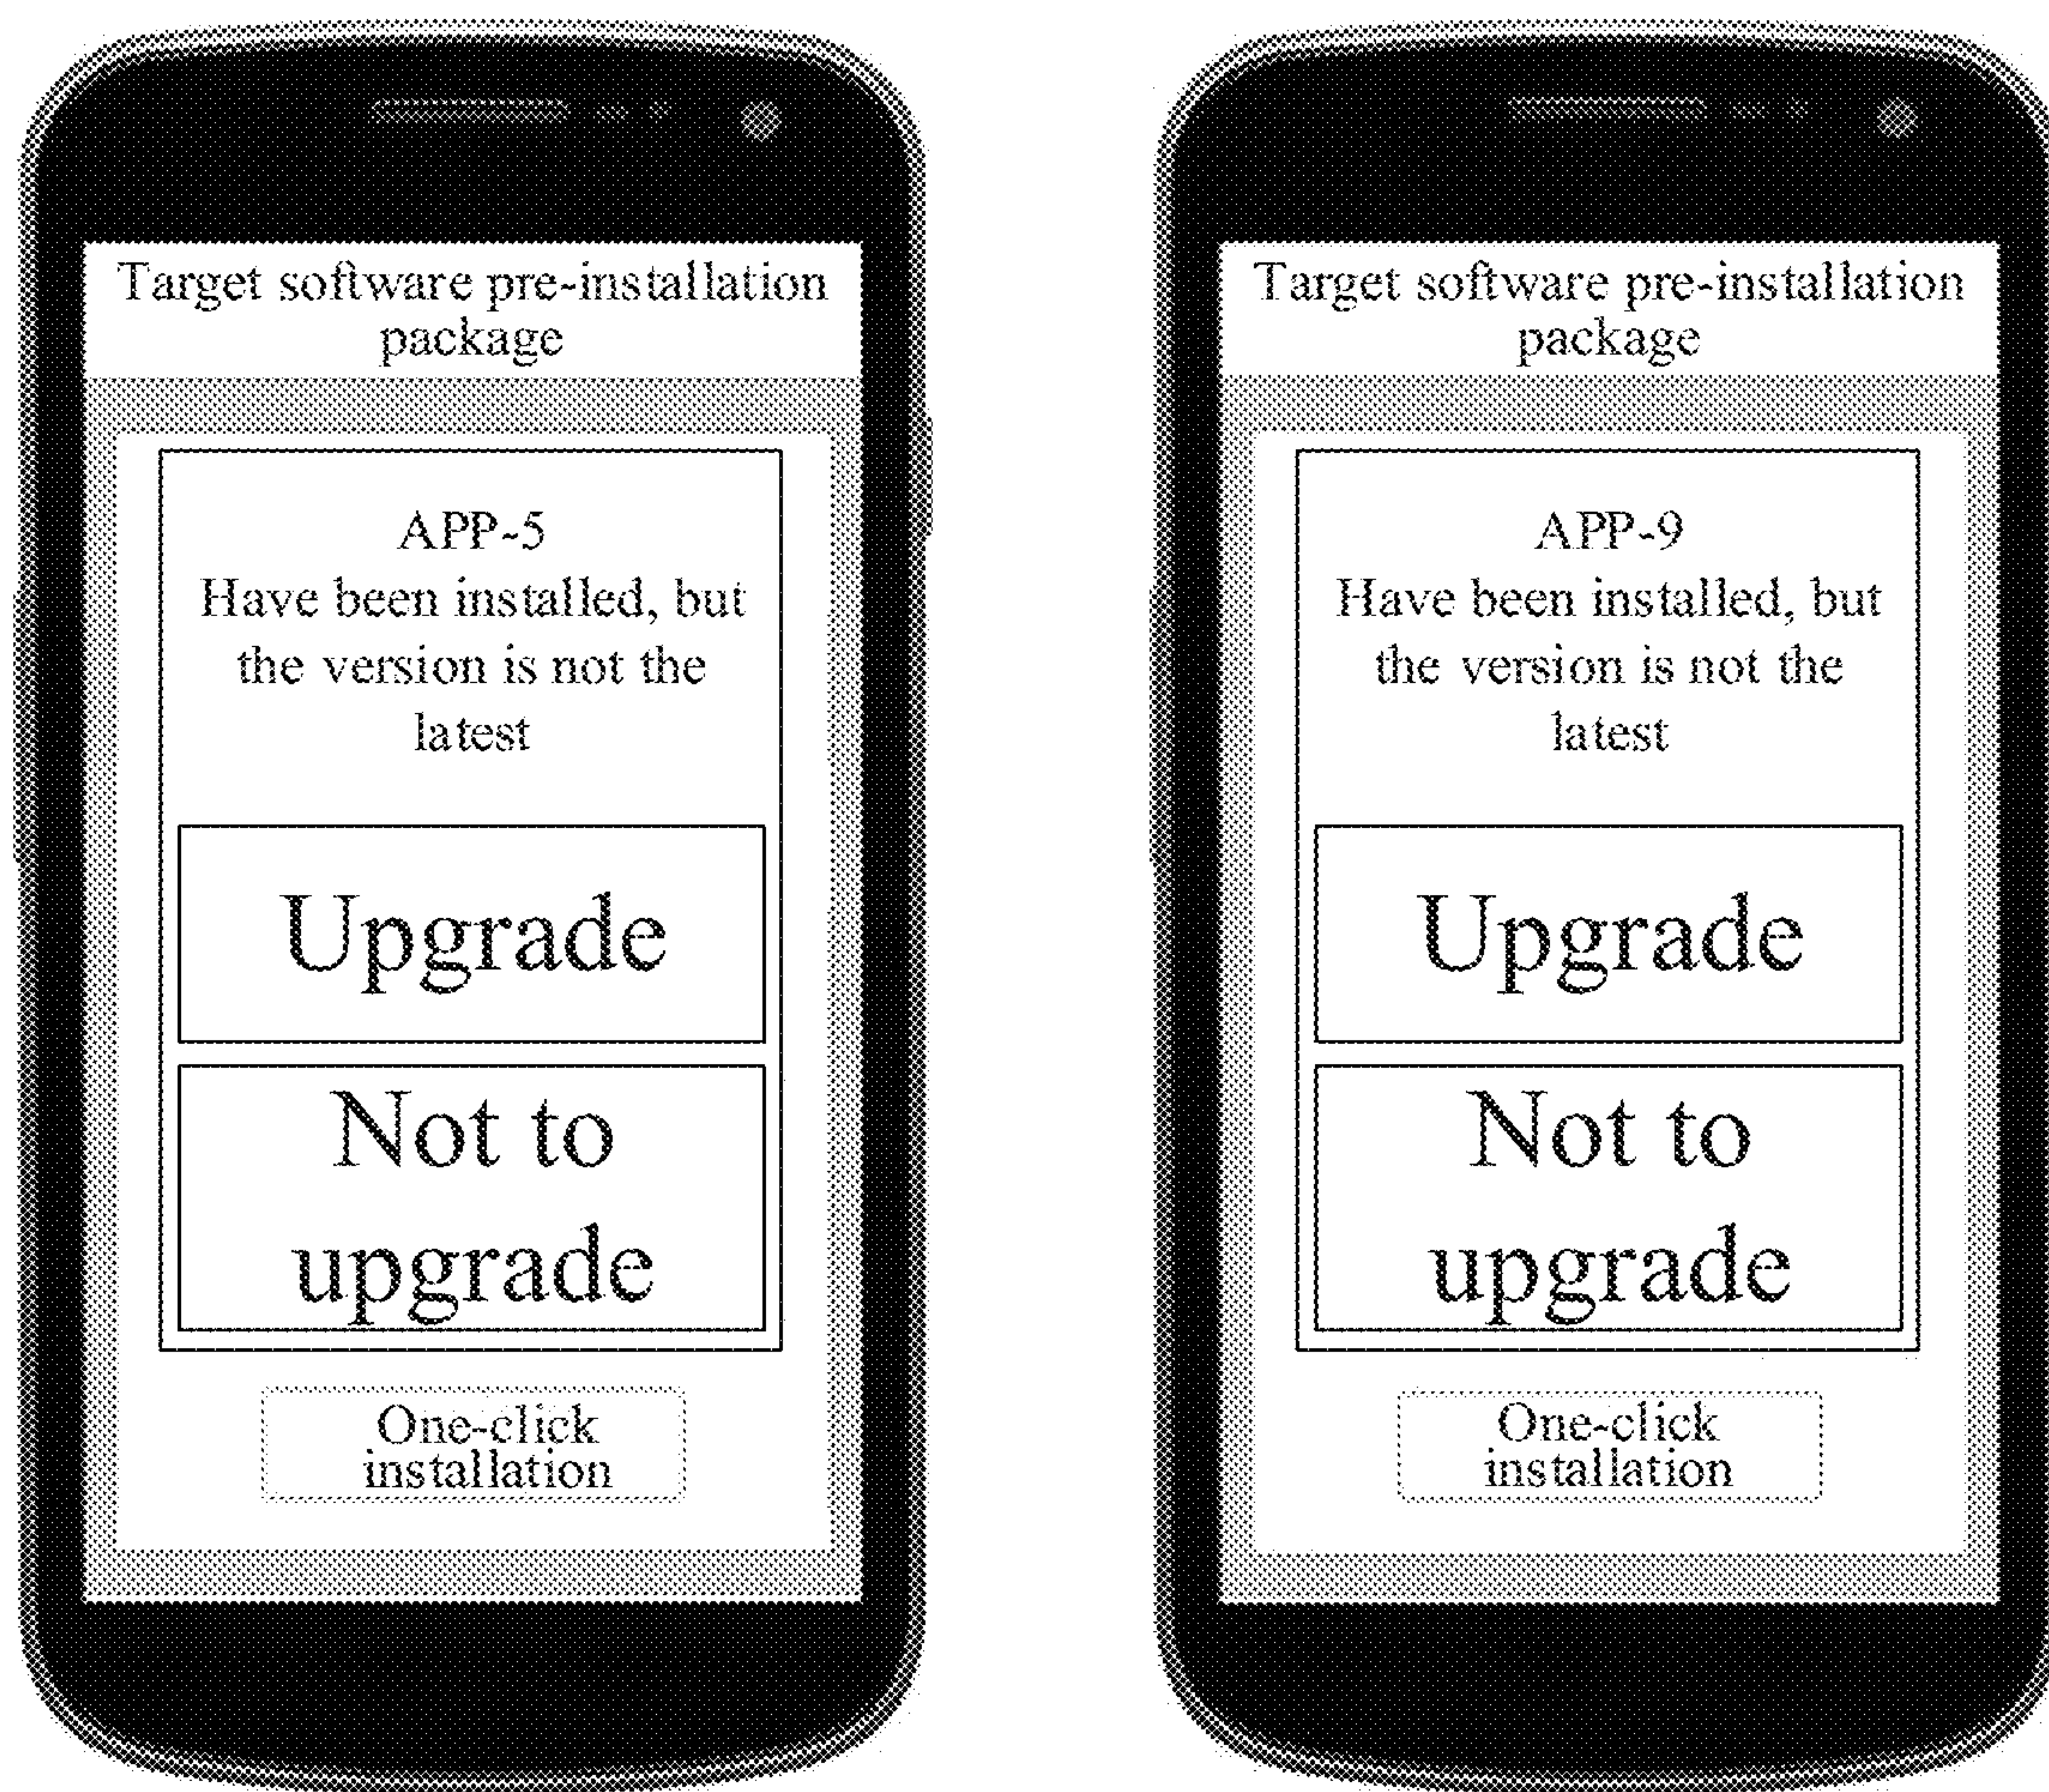 Target software pre-installation
package
APP-5
Have been installed, but
the version is not the
latest
Upgrade
Not to
upgrade
One-click
installation
Target software pre-installation
package
APP-9
Have been installed, but
the version is not the
latest
Upgrade
Not to
upgrade
One-click
installation